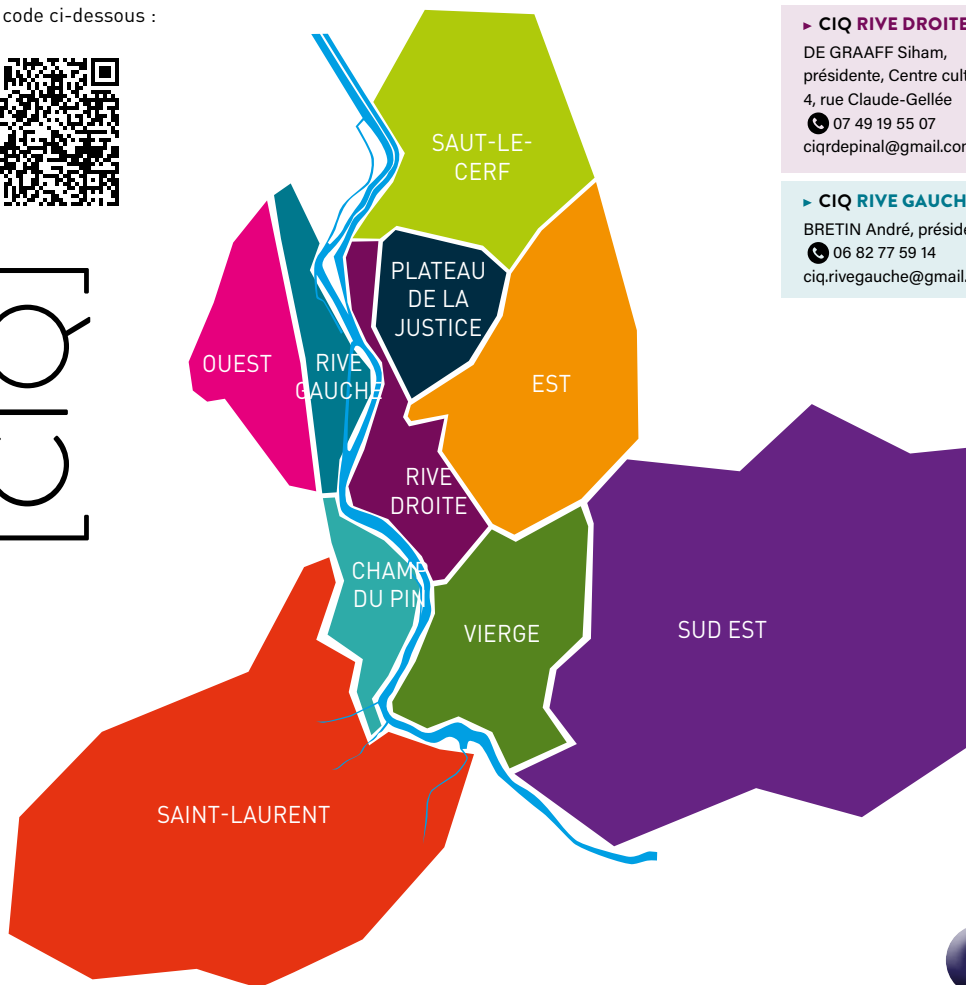 code ci-dessous :
[CIQ]
SAUT-LE-
CERF
PLATEAU
DE LA
JUSTICE
OUEST
RIVE
GAUCHE
EST
RIVE
DROITE
CHAMP
DU PIN
VIERGE
SUD EST
SAINT-LAURENT
▸ CIQ RIVE DROITE
DE GRAAFF Siham,
présidente, Centre cult
4, rue Claude-Gellée
07 49 19 55 07
ciqrdepinal@gmail.com
▸ CIQ RIVE GAUCH
BRETIN André, préside
06 82 77 59 14
ciq.rivegauche@gmail.